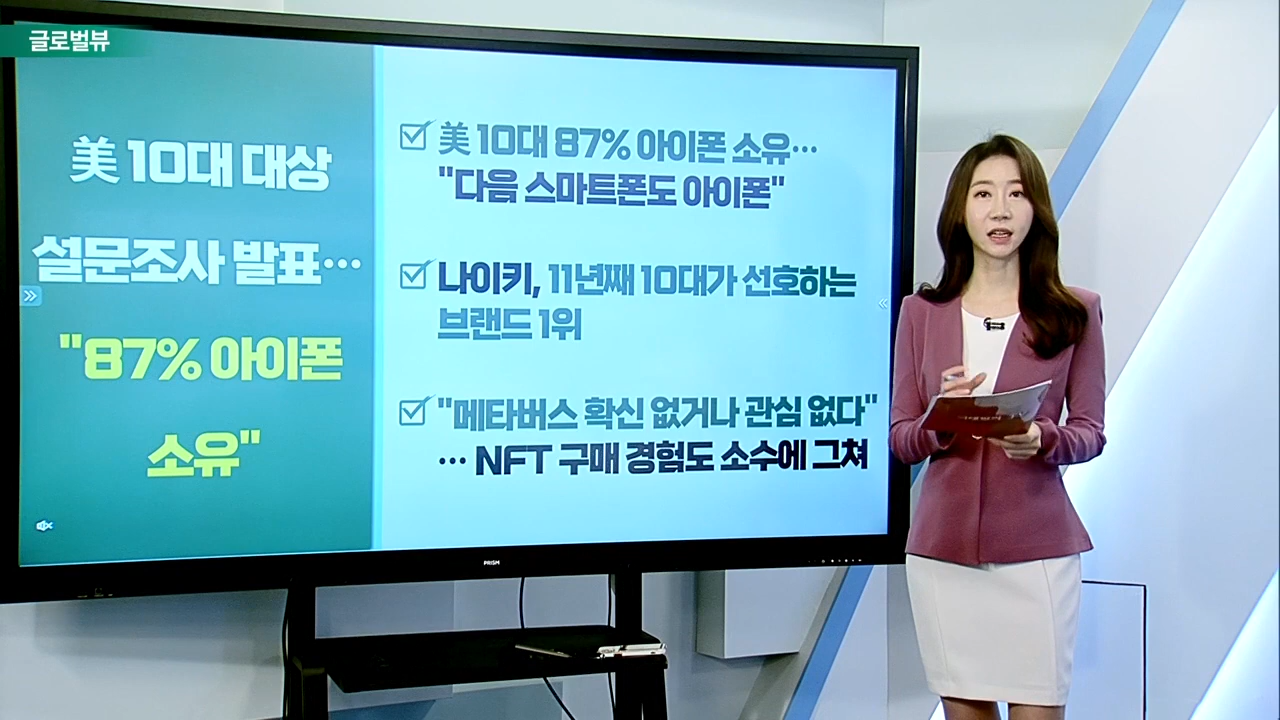 글로벌뷰
美 10대 대상
설문조사 발표…
"87% 아이폰
소유"
美 10대 87% 아이폰 소유…
"다음 스마트폰도 아이폰"
나이키, 11년째 10대가 선호하는
브랜드 1위
"메타버스 확신 없거나 관심 없다"
… NFT 구매 경험도 소수에 그쳐
PRISM